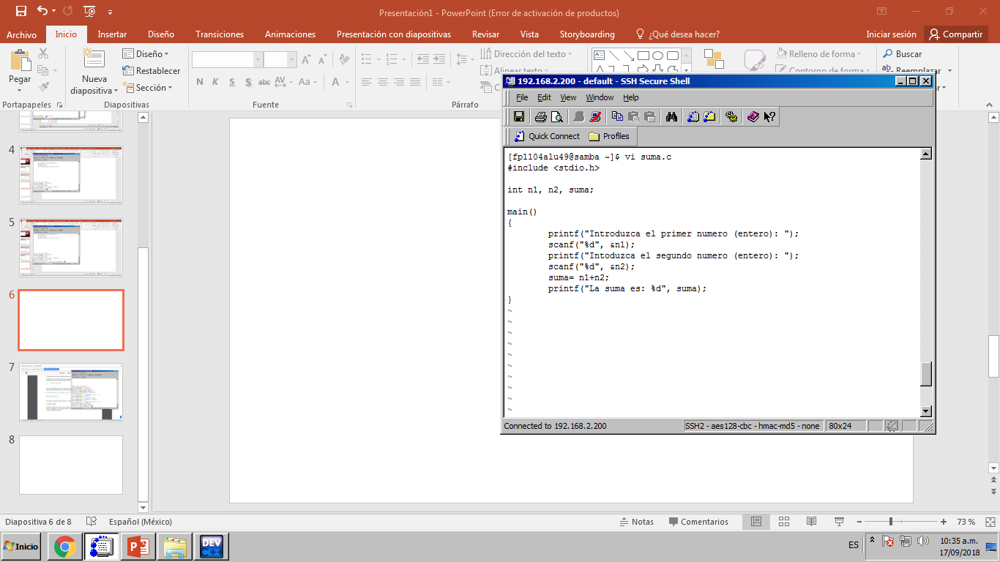 Presentación1 - PowerPoint (Error de activación de productos)
Archivo Inicio Insertar Diseño Transiciones Animaciones Presentación con diapositivas Revisar Vista Storyboarding ¿Qué desea hacer? Iniciar sesión Compartir
Pegar
Portapapeles
Nueva diapositiva
Diseño
Restablecer
Sección
Diapositivas
N K S S abc AV Aa A
Fuente
Párrafo
Dirección del texto
Alinear texto
Relleno de forma
Contorno de forma
Buscar
Reemplazar
192.168.2.200 - default - SSH Secure Shell
File Edit View Window Help
Quick Connect Profiles
[fp1104alu49@samba ~]$ vi suma.c
#include <stdio.h>
int n1, n2, suma;
main()
{
printf("Introduzca el primer numero (entero): ");
scanf("%d", &n1);
printf("Intoduzca el segundo numero (entero): ");
scanf("%d", &n2);
suma= n1+n2;
printf("La suma es: %d", suma);
}
~
~
~
~
~
~
~
~
~
~
Connected to 192.168.2.200 SSH2 - aes128-cbc - hmac-md5 - none 80x24
4
5
6
7
8
Diapositiva 6 de 8 Español (México) Notas Comentarios 73 %
Inicio DEV C++ ES 10:35 a.m.
17/09/2018